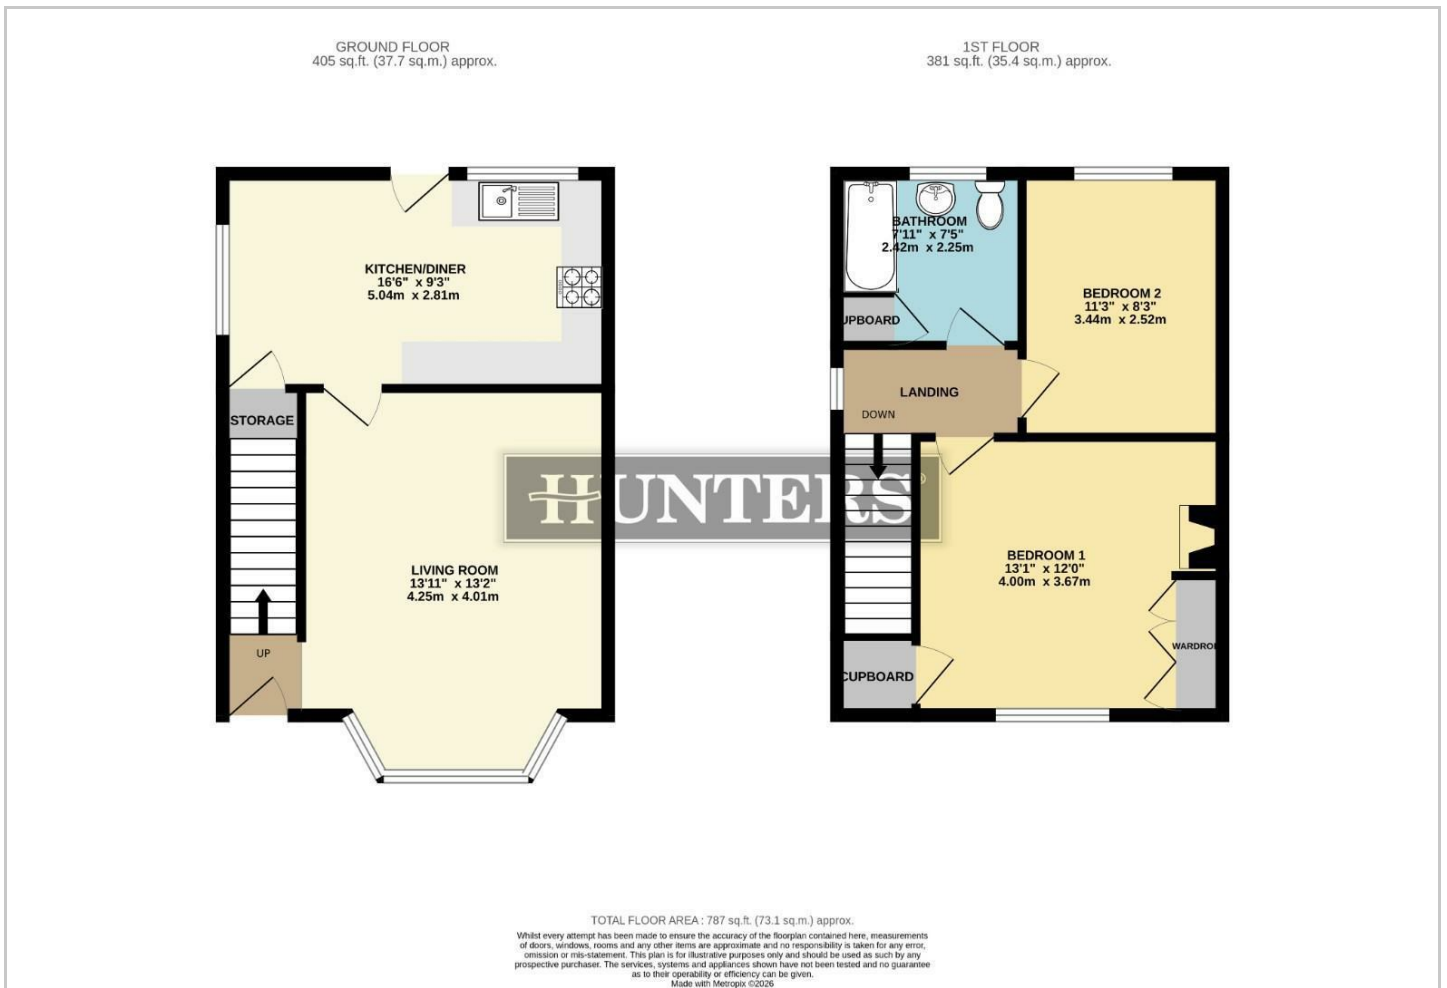 GROUND FLOOR
405 sq.ft. (37.7 sq.m.) approx.
1ST FLOOR
381 sq.ft. (35.4 sq.m.) approx.
KITCHEN/DINER
16'6" x 9'3"
5.04m x 2.81m
STORAGE
LIVING ROOM
13'11" x 13'2"
4.25m x 4.01m
UP
BATHROOM
7'11" x 7'5"
2.42m x 2.25m
UPBOARD
BEDROOM 2
11'3" x 8'3"
3.44m x 2.52m
LANDING
DOWN
HUNTERS®
BEDROOM 1
13'1" x 12'0"
4.00m x 3.67m
WARDROB
CUPBOARD
TOTAL FLOOR AREA : 787 sq.ft. (73.1 sq.m.) approx.
Whilst every attempt has been made to ensure the accuracy of the floorplan contained here, measurements
of doors, windows, rooms and any other items are approximate and no responsibility is taken for any error,
omission or mis-statement. This plan is for illustrative purposes only and should be used as such by any
prospective purchaser. The services, systems and appliances shown have not been tested and no guarantee
as to their operability or efficiency can be given.
Made with Metropix ©2026